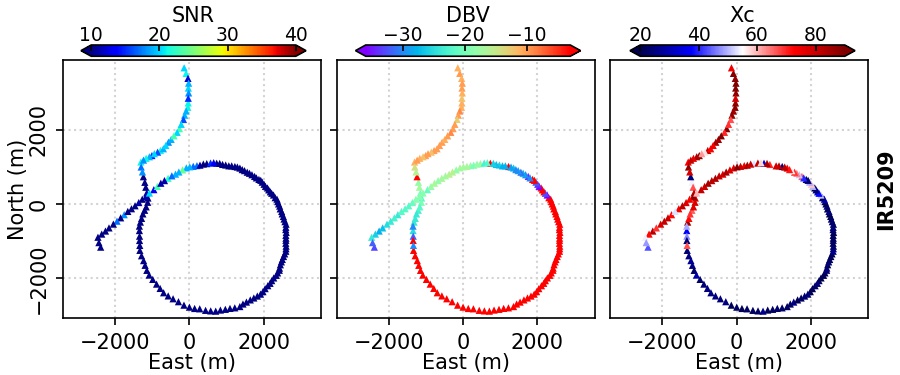 SNR DBV Xc
10 20 30 40 −30 −20 −10 20 40 60 80
North (m)
2000
0
−2000
−2000 0 2000 −2000 0 2000 −2000 0 2000
East (m) East (m) East (m)
IR5209